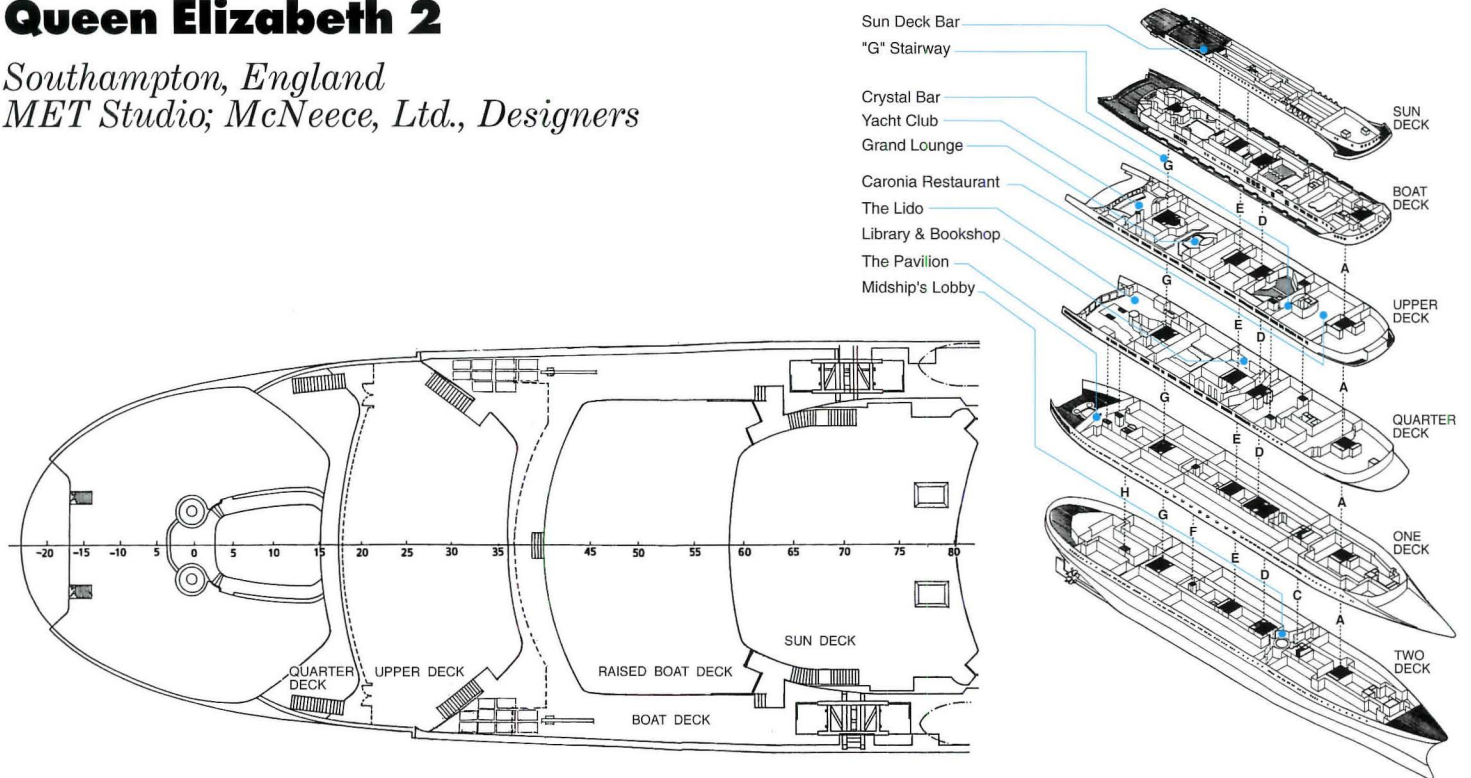 Queen Elizabeth 2
Southampton, England
MET Studio; McNeece, Ltd., Designers
Sun Deck Bar
"G" Stairway
Crystal Bar
Yacht Club
Grand Lounge
Caronia Restaurant
The Lido
Library & Bookshop
The Pavilion
Midship's Lobby
SUN
DECK
G
E
D
BOAT
DECK
A
G
E
D
UPPER
DECK
A
G
E
D
QUARTER
DECK
A
H
G
F
E
D
C
A
ONE
DECK
TWO
DECK
-20 -15 -10 5 0 5 10 15 20 25 30 35 45 50 60 65 70 75 80
QUARTER
DECK
UPPER DECK
RAISED BOAT DECK
SUN DECK
BOAT DECK